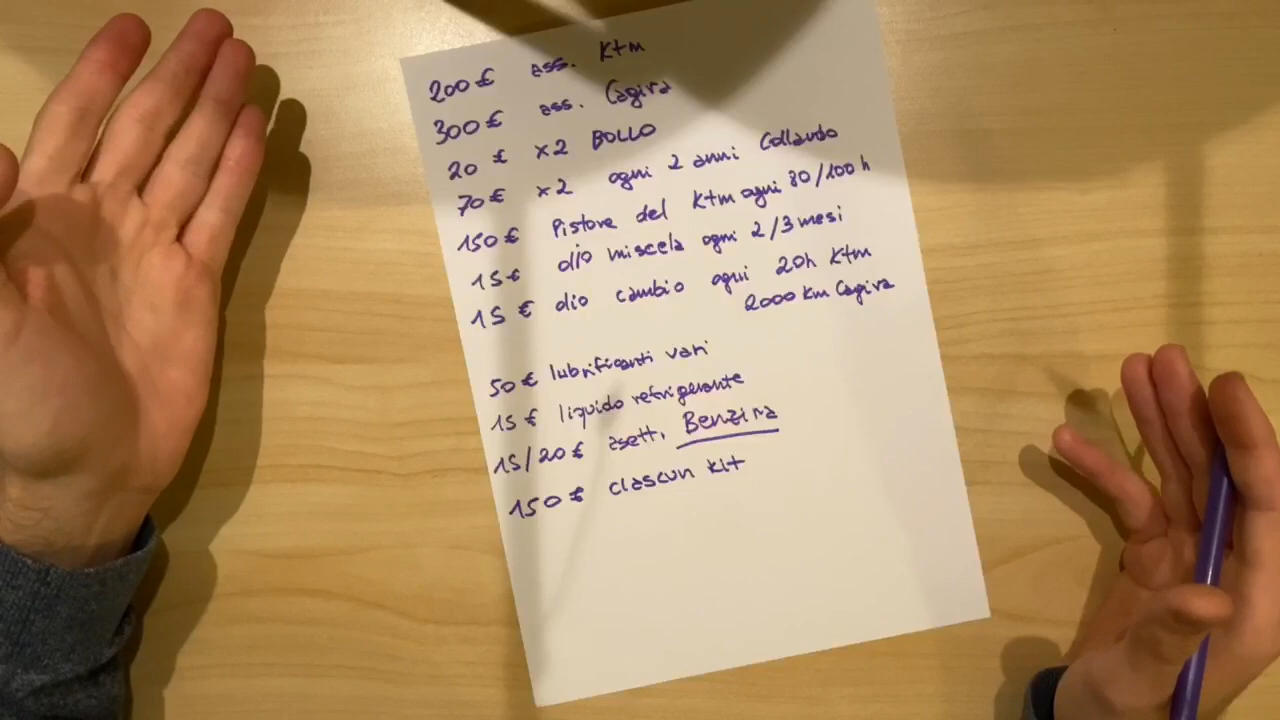 200€ ass. Ktm
300€ ass. Cagiva
20 € x2 BOLLO
70€ x2 ogni 2 anni Collaudo
150€ Pistone del Ktm ogni 80/100 h
15€ olio miscela ogni 2/3 mesi
15 € olio cambio ogni 20h Ktm
2000 Km Cagiva
50€ lubrificanti vari
15 € liquido refrigerante
15/20€ asett. Benzina
150€ ciascun kit